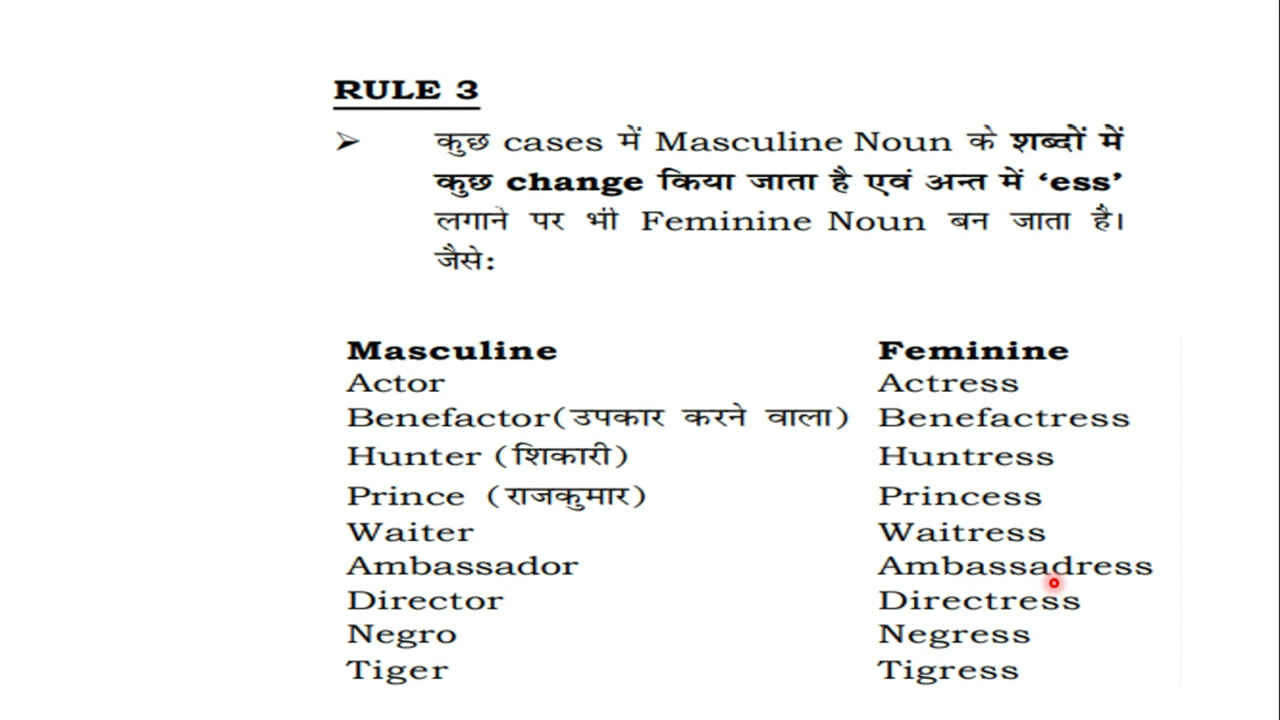 RULE 3
➢ कुछ cases में Masculine Noun के शब्दों में
कुछ change किया जाता है एवं अन्त में ‘ess’
लगाने पर भी Feminine Noun बन जाता है।
जैसे:
Masculine Feminine
Actor Actress
Benefactor(उपकार करने वाला) Benefactress
Hunter (शिकारी) Huntress
Prince (राजकुमार) Princess
Waiter Waitress
Ambassador Ambassadress
Director Directress
Negro Negress
Tiger Tigress